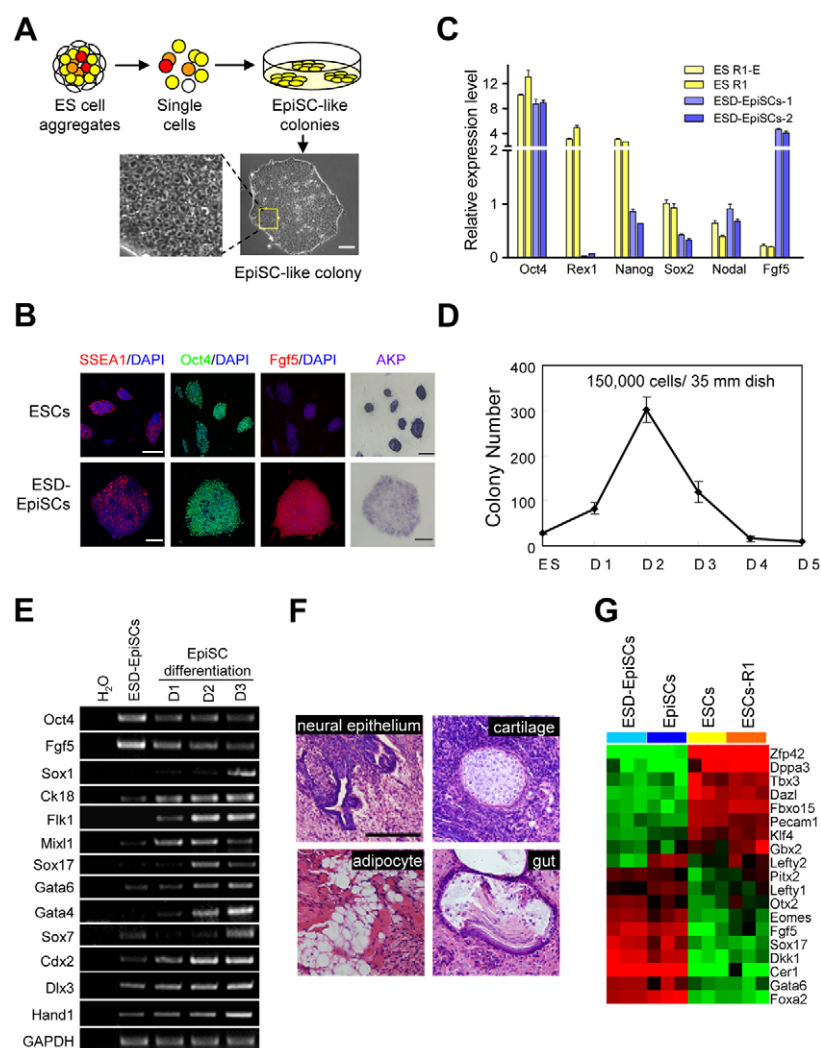 A
ES cell
aggregates
Single
cells
EpiSC-like
colonies
EpiSC-like colony
B
SSEA1/DAPI
Oct4/DAPI
Fgf5/DAPI
AKP
ESCs
ESD-
EpiSCs
C
Relative expression level
12
8
4
2
1
0
ES R1-E
ES R1
ESD-EpiSCs-1
ESD-EpiSCs-2
Oct4
Rex1
Nanog
Sox2
Nodal
Fgf5
D
Colony Number
400
300
200
100
0
150,000 cells/ 35 mm dish
ES
D1
D2
D3
D4
D5
E
H2O
ESD-EpiSCs
EpiSC
differentiation
D1
D2
D3
Oct4
Fgf5
Sox1
Ck18
Flk1
Mixl1
Sox17
Gata6
Gata4
Sox7
Cdx2
Dlx3
Hand1
GAPDH
F
neural epithelium
cartilage
adipocyte
gut
G
ESD-EpiSCs
EpiSCs
ESCs
ESCs-R1
Zfp42
Dppa3
Tbx3
Dazl
Fbxo15
Pecam1
Klf4
Gbx2
Lefty2
Pitx2
Lefty1
Otx2
Eomes
Fgf5
Sox17
Dkk1
Cer1
Gata6
Foxa2